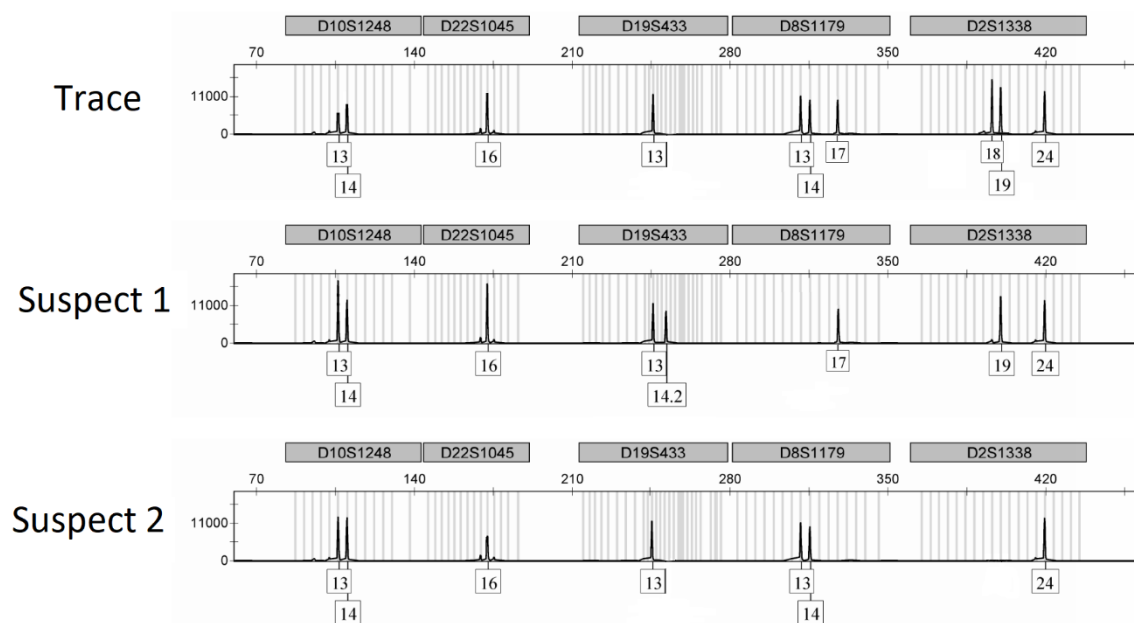 D10S1248 D22S1045 D19S433 D8S1179 D2S1338
70 140 210 280 350 420
Trace
11000
0
13 16 13 13 17 18 24
14 14 19
D10S1248 D22S1045 D19S433 D8S1179 D2S1338
70 140 210 280 350 420
Suspect 1
11000
0
13 16 13 17 19 24
14 14.2
D10S1248 D22S1045 D19S433 D8S1179 D2S1338
70 140 210 280 350 420
Suspect 2
11000
0
13 16 13 13 24
14 14